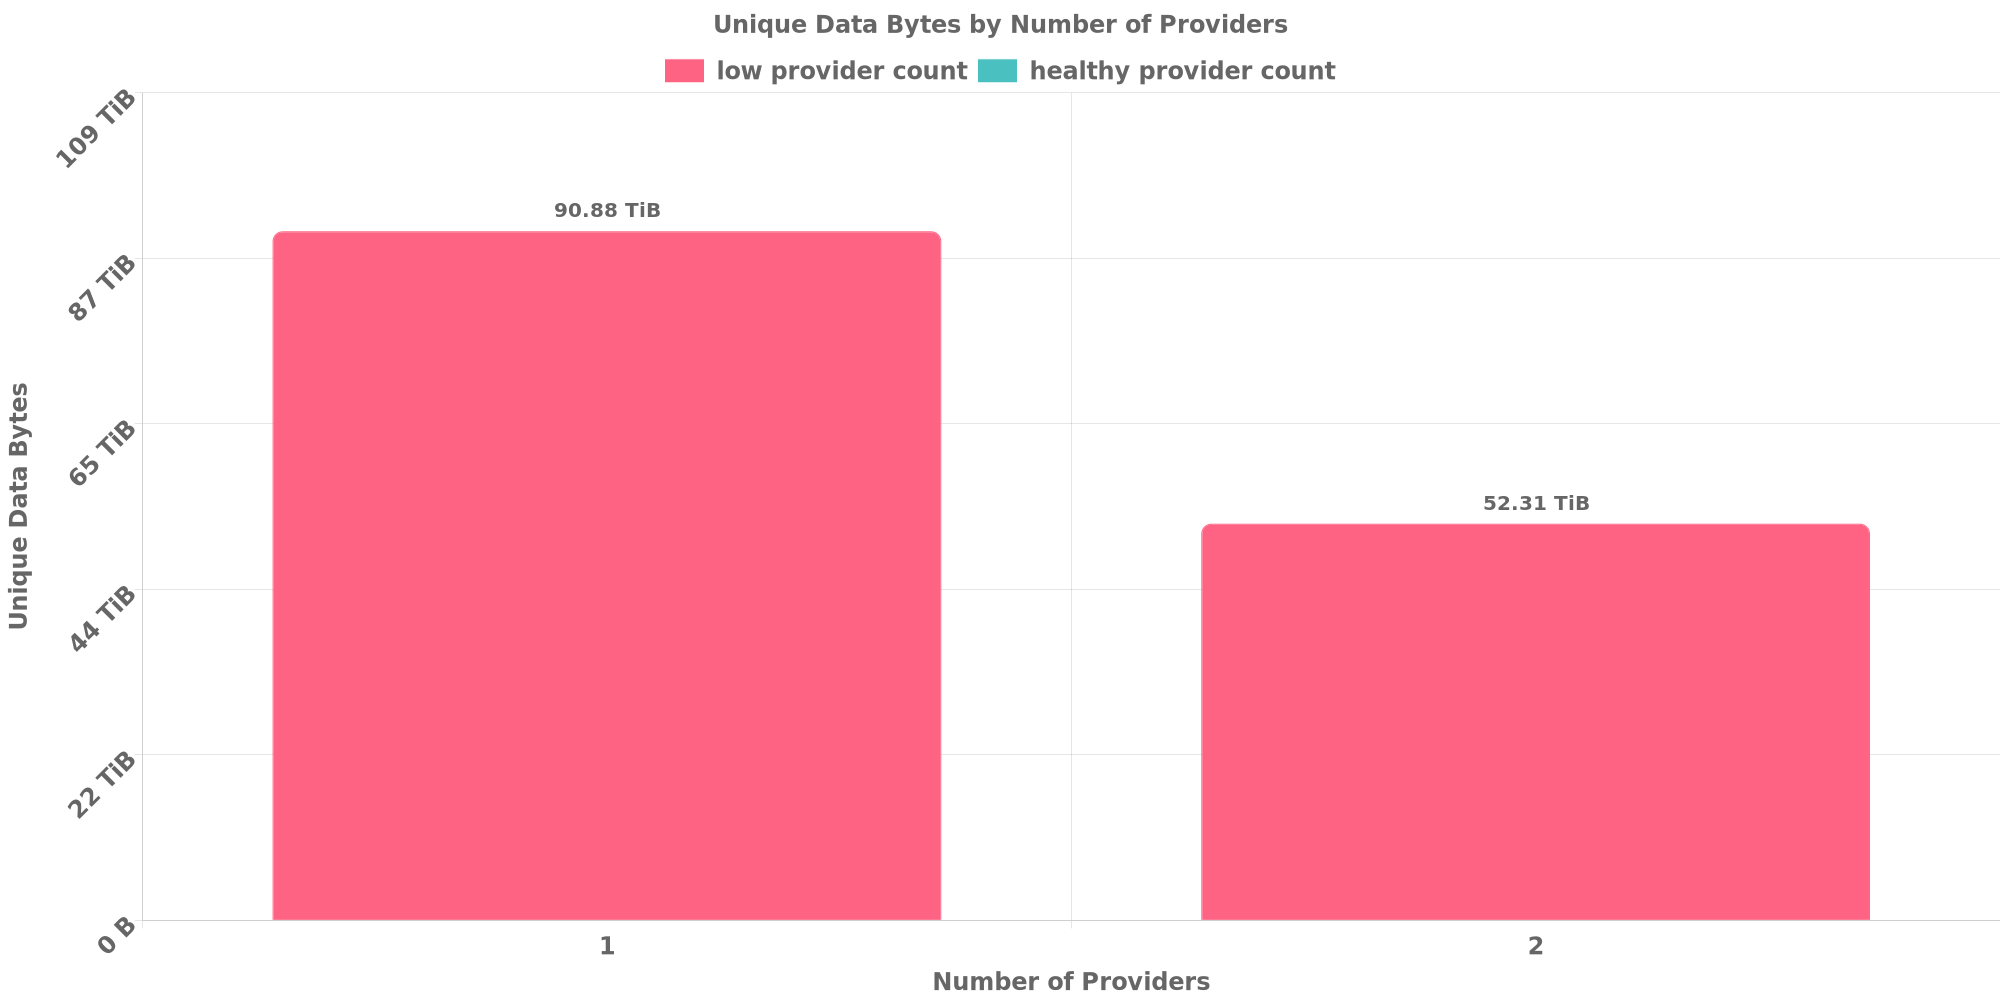 Unique Data Bytes by Number of Providers
low provider count
healthy provider count
109 TiB
87 TiB
65 TiB
44 TiB
22 TiB
0 B
Unique Data Bytes
90.88 TiB
52.31 TiB
1
2
Number of Providers